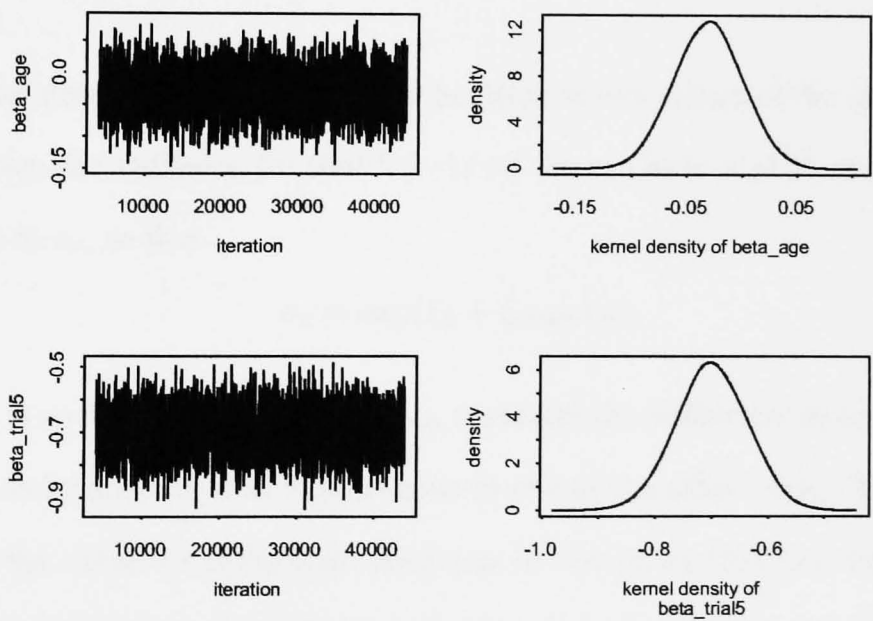 beta_age
0.0
-0.15
10000 20000 30000 40000
iteration
density
12
8
4
0
-0.15 -0.05 0.05
kernel density of beta_age
beta_trial5
-0.5
-0.7
-0.9
10000 20000 30000 40000
iteration
density
6
4
2
0
-1.0 -0.8 -0.6
kernel density of
beta_trial5